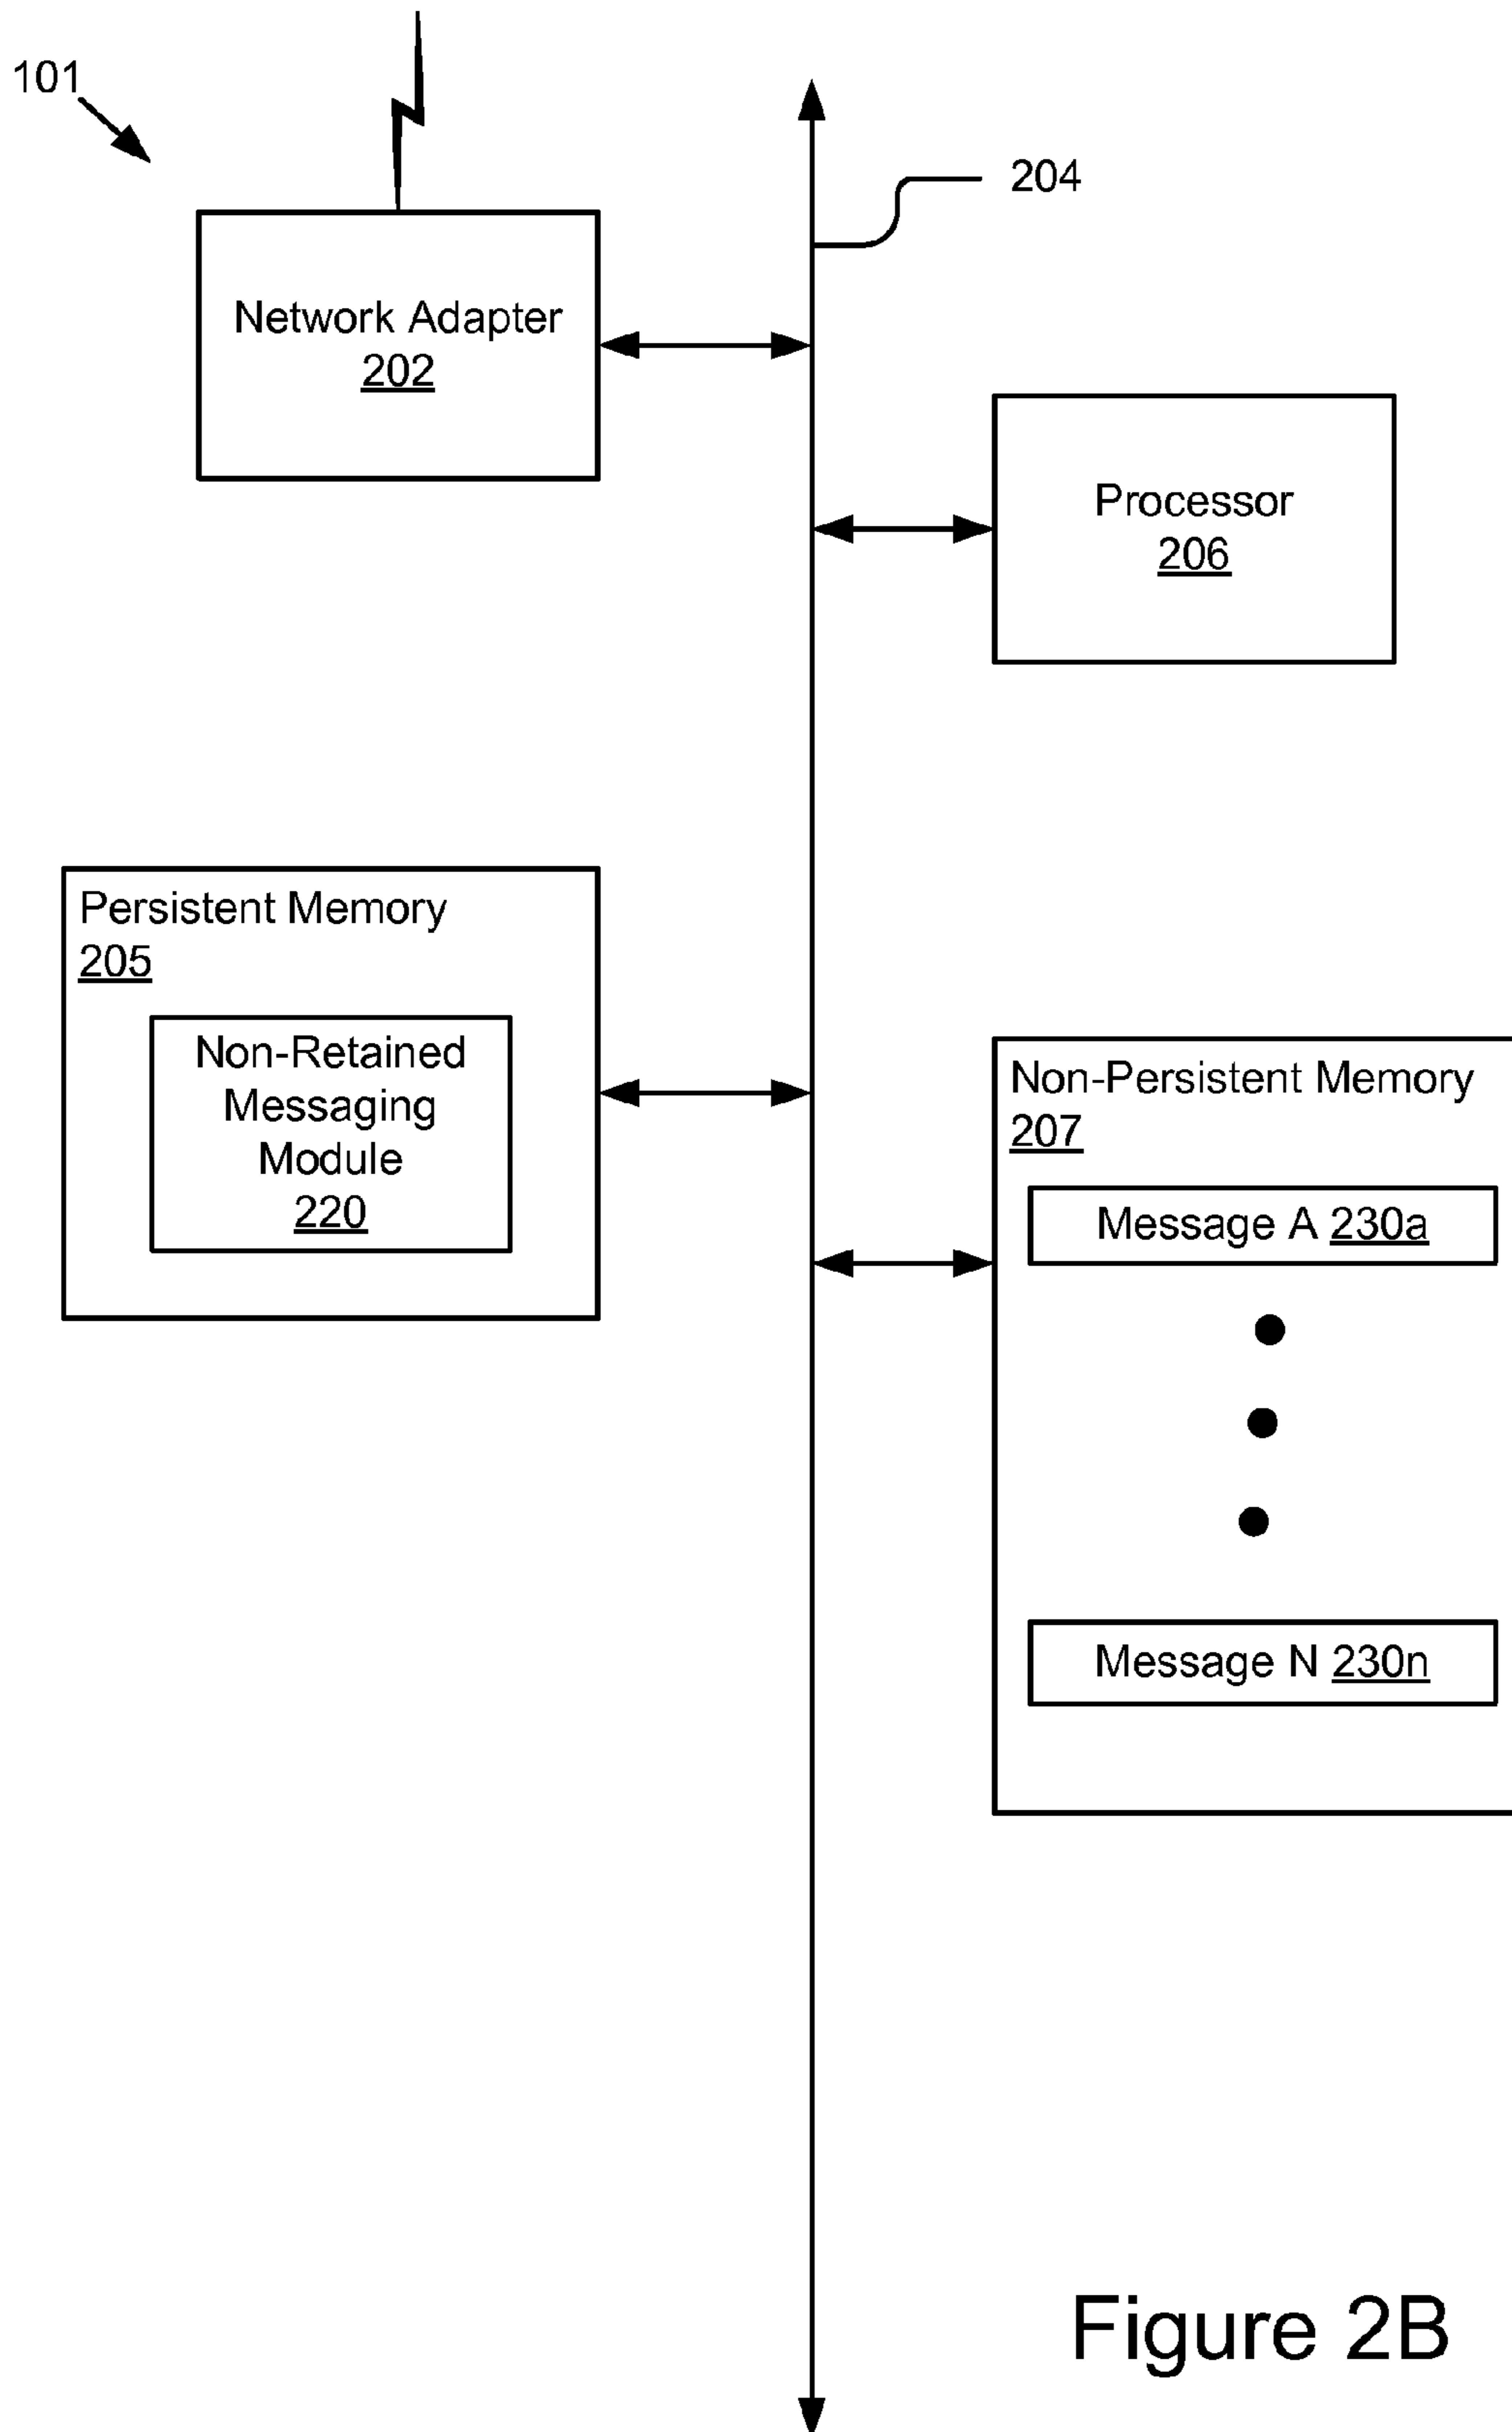 101
204
Network Adapter
202
Processor
206
Persistent Memory
205
Non-Retained
Messaging
Module
220
Non-Persistent Memory
207
Message A 230a
Message N 230n
Figure 2B